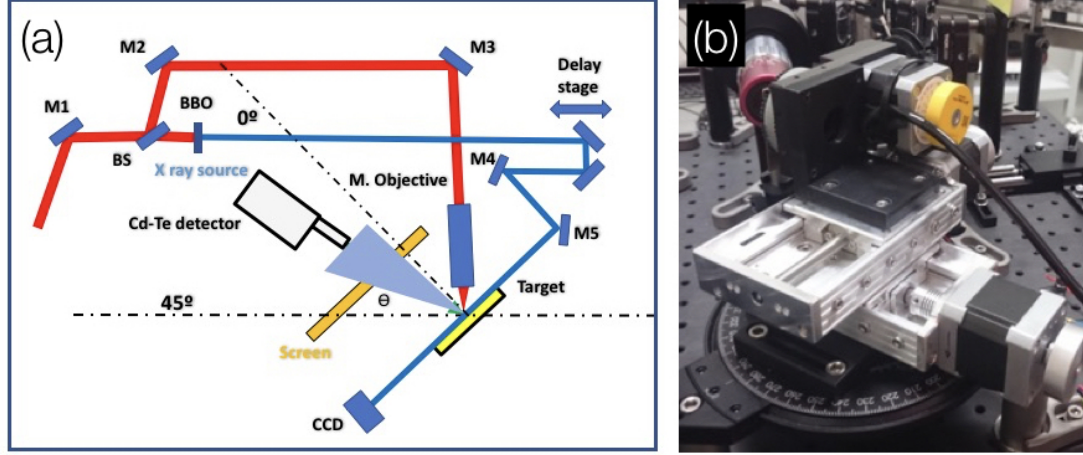 (a)
M2
M3
Delay
stage
M1
BBO
0º
BS
M4
X ray source
M. Objective
Cd-Te detector
M5
Target
45º
Θ
Screen
CCD
(b)